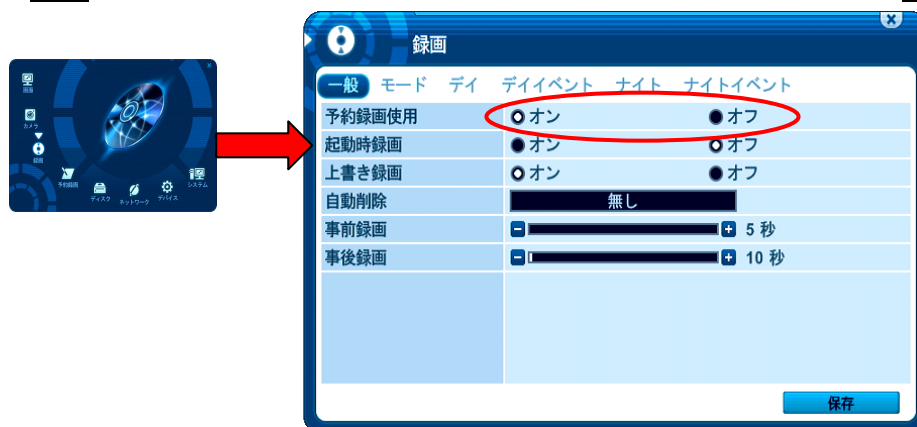 画面
カメラ
録画
予約録画
ディスク
ネットワーク
デバイス
システム
録画
一般 モード デイ デイイベント ナイト ナイトイベント
予約録画使用 オン オフ
起動時録画 オン オフ
上書き録画 オン オフ
自動削除 無し
事前録画 5 秒
事後録画 10 秒
保存